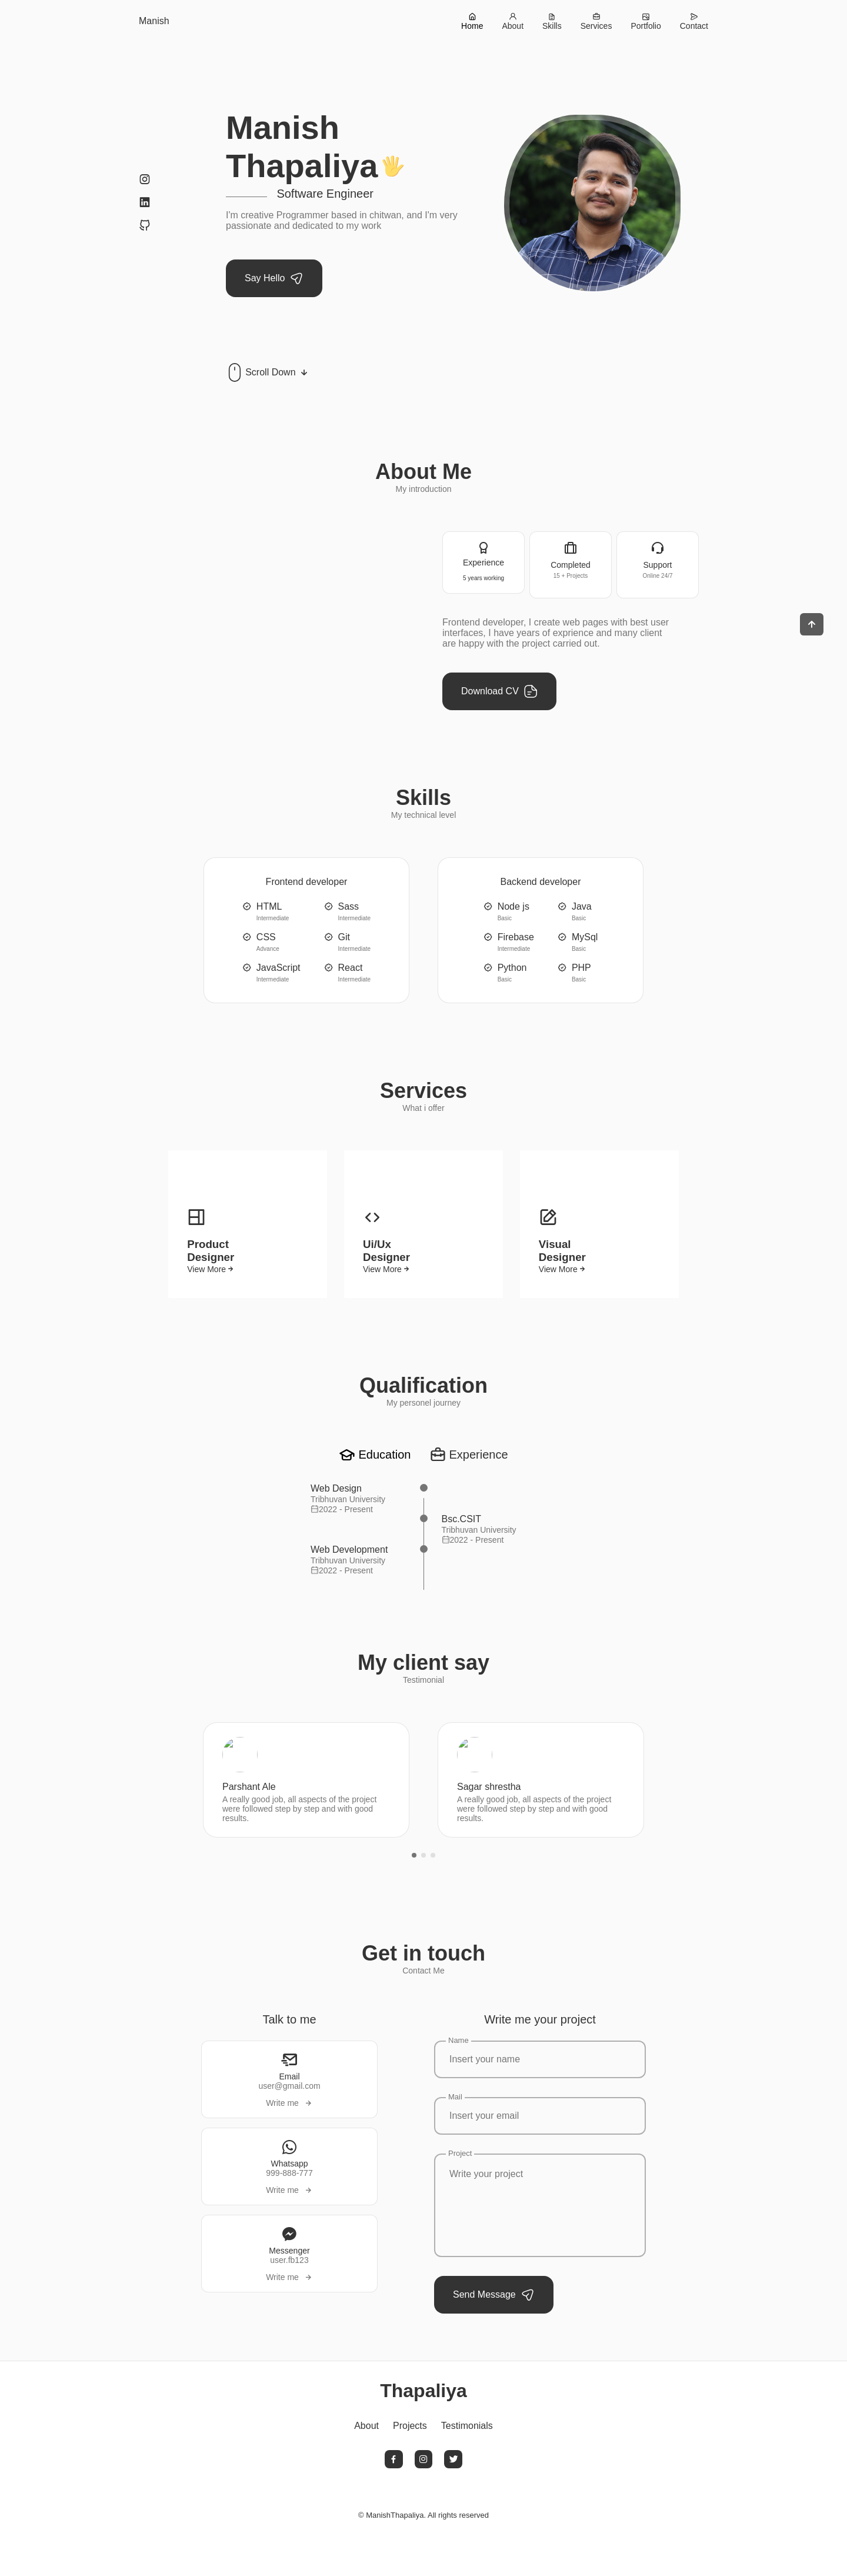 Manish
Home
About
Skills
Services
Portfolio
Contact
Manish
Thapaliya
Software Engineer
I'm creative Programmer based in chitwan, and I'm very
passionate and dedicated to my work
Say Hello
Scroll Down
About Me
My introduction
Experience
5 years working
Completed
15 + Projects
Support
Online 24/7
Frontend developer, I create web pages with best user
interfaces, I have years of exprience and many client
are happy with the project carried out.
Download CV
Skills
My technical level
Frontend developer
HTML
Intermediate
Sass
Intermediate
CSS
Advance
Git
Intermediate
JavaScript
Intermediate
React
Intermediate
Backend developer
Node js
Basic
Java
Basic
Firebase
Intermediate
MySql
Basic
Python
Basic
PHP
Basic
Services
What i offer
Product
Designer
View More
Ui/Ux
Designer
View More
Visual
Designer
View More
Qualification
My personel journey
Education
Experience
Web Design
Tribhuvan University
2022 - Present
Bsc.CSIT
Tribhuvan University
2022 - Present
Web Development
Tribhuvan University
2022 - Present
My client say
Testimonial
Parshant Ale
A really good job, all aspects of the project
were followed step by step and with good
results.
Sagar shrestha
A really good job, all aspects of the project
were followed step by step and with good
results.
Get in touch
Contact Me
Talk to me
Email
user@gmail.com
Write me
Whatsapp
999-888-777
Write me
Messenger
user.fb123
Write me
Write me your project
Name
Insert your name
Mail
Insert your email
Project
Write your project
Send Message
Thapaliya
About
Projects
Testimonials
© ManishThapaliya. All rights reserved